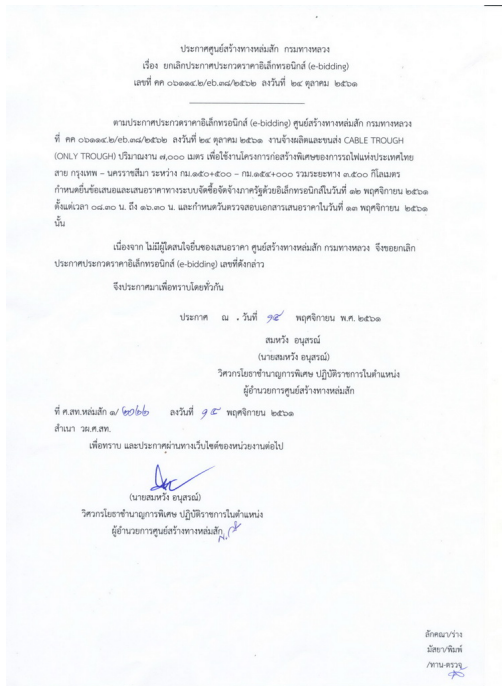 ประกาศศูนย์สร้างทางหล่มสัก กรมทางหลวง
เรื่อง ยกเลิกประกาศประกวดราคาอิเล็กทรอนิกส์ (e-bidding)
เลขที่ คค ๐๖๑๑๔.๒/eb.๓๘/๒๕๖๒ ลงวันที่ ๒๔ ตุลาคม ๒๕๖๑
ตามประกาศประกวดราคาอิเล็กทรอนิกส์ (e-bidding) ศูนย์สร้างทางหล่มสัก กรมทางหลวง
ที่ คค ๐๖๑๑๔.๒/eb.๓๘/๒๕๖๒ ลงวันที่ ๒๔ ตุลาคม ๒๕๖๑ งานจ้างผลิตและขนส่ง CABLE TROUGH
(ONLY TROUGH) ปริมาณงาน ๗,๐๐๐ เมตร เพื่อใช้งานโครงการก่อสร้างพิเศษของการรถไฟแห่งประเทศไทย
สาย กรุงเทพ – นครราชสีมา ระหว่าง กม.๑๕๐+๕๐๐ – กม.๑๕๔+๐๐๐ รวมระยะทาง ๓.๕๐๐ กิโลเมตร
กำหนดยื่นข้อเสนอและเสนอราคาทางระบบจัดซื้อจัดจ้างภาครัฐด้วยอิเล็กทรอนิกส์ในวันที่ ๑๒ พฤศจิกายน ๒๕๖๑
ตั้งแต่เวลา ๐๘.๓๐ น. ถึง ๑๖.๓๐ น. และกำหนดวันตรวจสอบเอกสารเสนอราคาในวันที่ ๑๓ พฤศจิกายน ๒๕๖๑
นั้น
เนื่องจาก ไม่มีผู้ใดสนใจยื่นซองเสนอราคา ศูนย์สร้างทางหล่มสัก กรมทางหลวง จึงขอยกเลิก
ประกาศประกวดราคาอิเล็กทรอนิกส์ (e-bidding) เลขที่ดังกล่าว
จึงประกาศมาเพื่อทราบโดยทั่วกัน
ประกาศ ณ วันที่ ๑๕ พฤศจิกายน พ.ศ. ๒๕๖๑
สมหวัง อนุสรณ์
(นายสมหวัง อนุสรณ์)
วิศวกรโยธาชำนาญการพิเศษ ปฏิบัติราชการในตำแหน่ง
ผู้อำนวยการศูนย์สร้างทางหล่มสัก
ที่ ศ.สท.หล่มสัก ๑/ ลงวันที่ ๑๕ พฤศจิกายน ๒๕๖๑
สำเนา วผ.ศ.สท.
เพื่อทราบ และประกาศผ่านทางเว็บไซต์ของหน่วยงานต่อไป
(นายสมหวัง อนุสรณ์)
วิศวกรโยธาชำนาญการพิเศษ ปฏิบัติราชการในตำแหน่ง
ผู้อำนวยการศูนย์สร้างทางหล่มสัก
ลักคณา/ร่าง
มัสยา/พิมพ์
/ทาน-ตรวจ